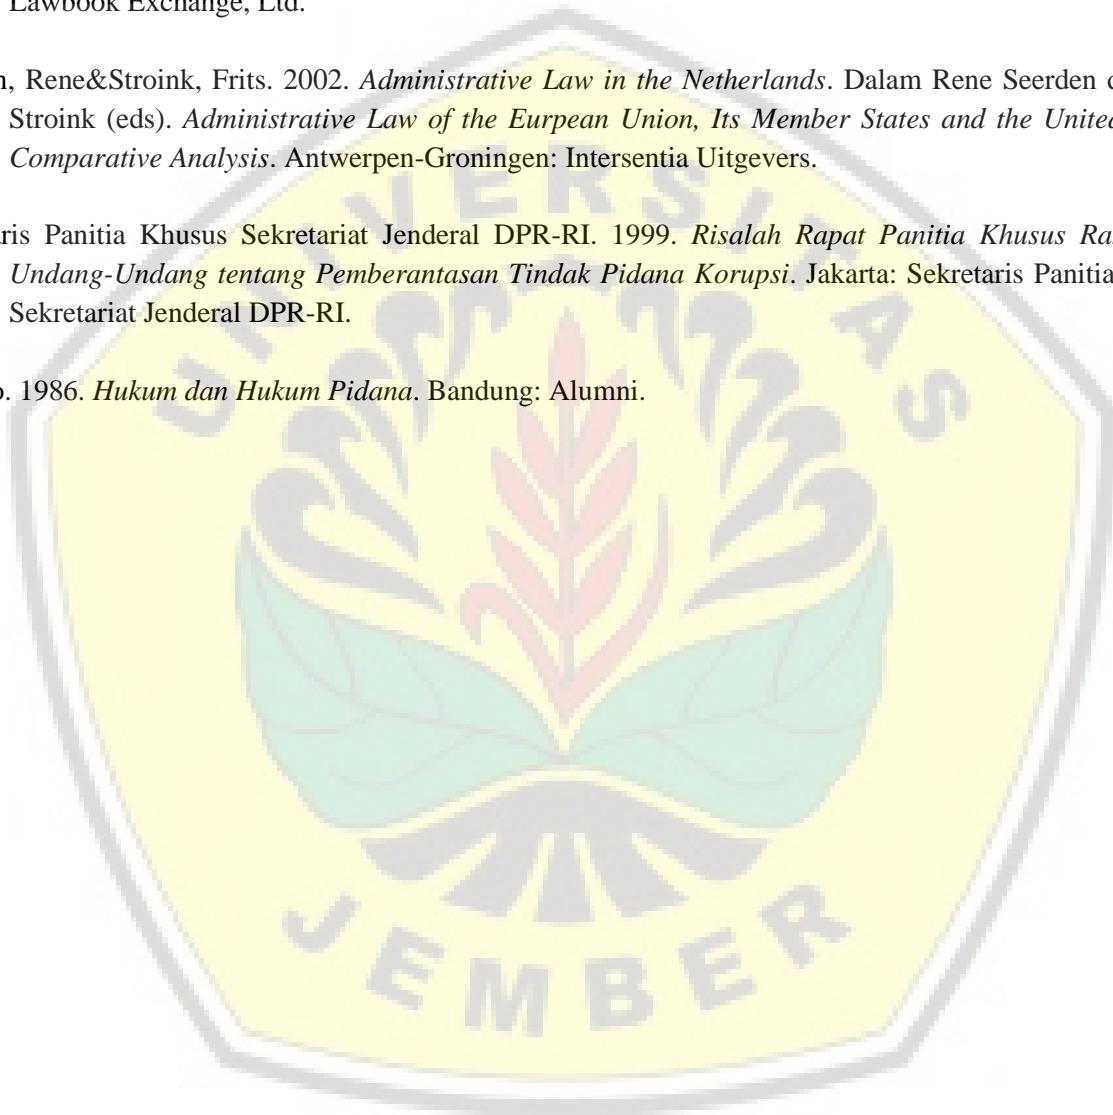 Lawbook Exchange, Ltd.
Rene&Stroink, Frits. 2002. Administrative Law in the Netherlands. Dalam Rene Seerden
Stroink (eds). Administrative Law of the Eurpean Union, Its Member States and the United
Comparative Analysis. Antwerpen-Groningen: Intersentia Uitgevers.
Panitia Khusus Sekretariat Jenderal DPR-RI. 1999. Risalah Rapat Panitia Khusus
Undang-Undang tentang Pemberantasan Tindak Pidana Korupsi. Jakarta: Sekretaris Panitia
Sekretariat Jenderal DPR-RI.
1986. Hukum dan Hukum Pidana. Bandung: Alumni.
UNIVERSITAS
JEMBER